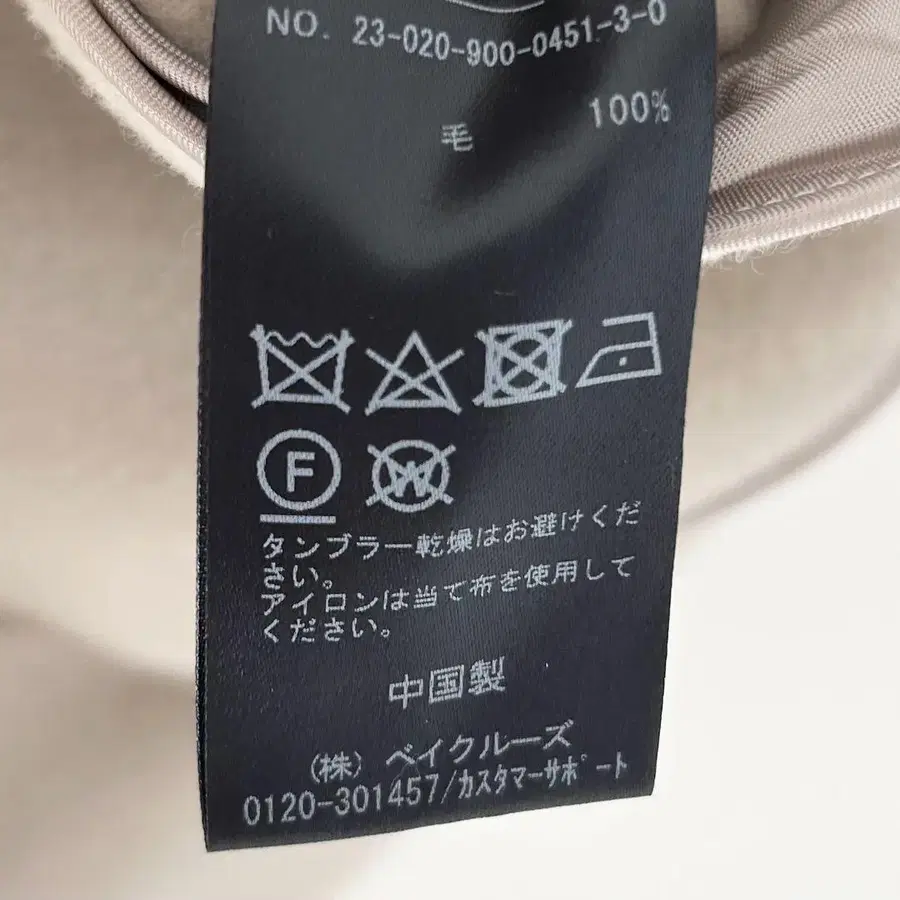 NO. 23-020-900-0451-3-0
毛 100%
F
W
タンブラー乾燥はお避けくだ
さい。
アイロンは当て布を使用して
ください。
中国製
(株) ベイクルーズ
0120-301457/カスタマーサポート